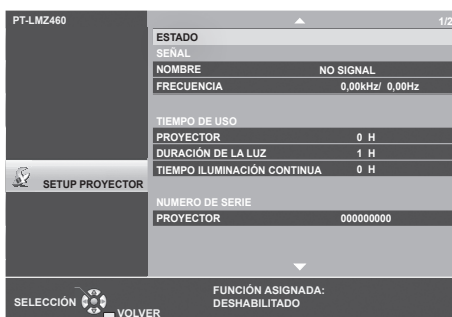 PT-LMZ460
1/2
ESTADO
SEÑAL
NOMBRE NO SIGNAL
FRECUENCIA 0,00kHz/ 0,00Hz
TIEMPO DE USO
PROYECTOR 0 H
DURACIÓN DE LA LUZ 1 H
TIEMPO ILUMINACIÓN CONTINUA 0 H
SETUP PROYECTOR
NUMERO DE SERIE
PROYECTOR 000000000
SELECCIÓN
VOLVER
FUNCIÓN ASIGNADA:
DESHABILITADO